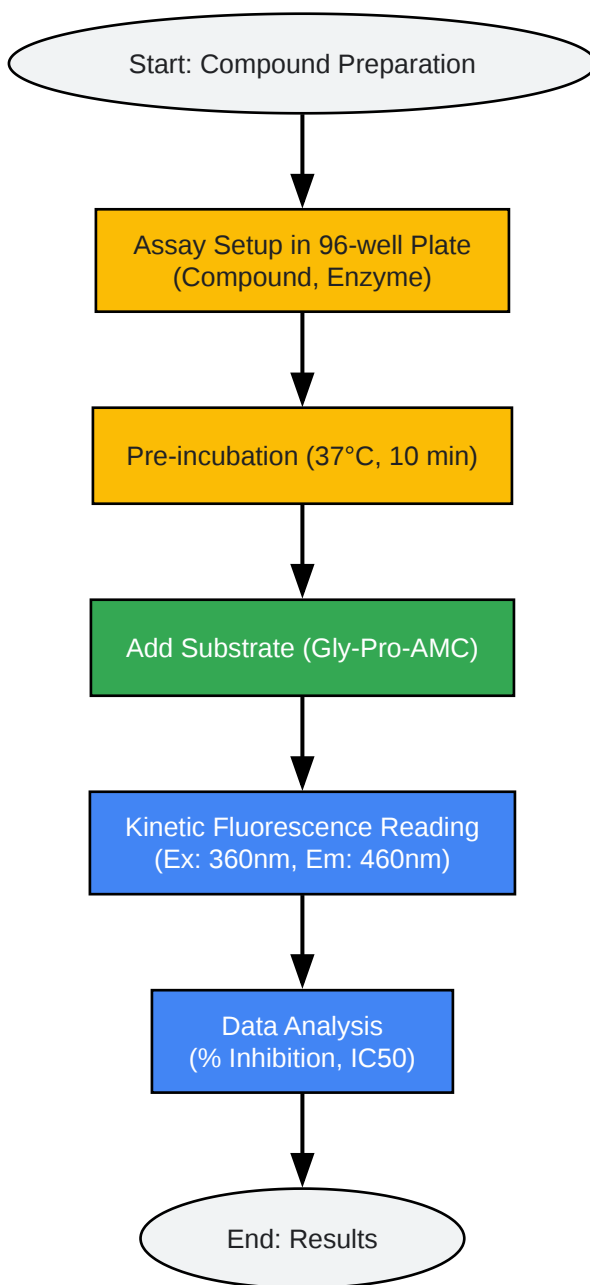 Start: Compound Preparation
Assay Setup in 96-well Plate
(Compound, Enzyme)
Pre-incubation (37°C, 10 min)
Add Substrate (Gly-Pro-AMC)
Kinetic Fluorescence Reading
(Ex: 360nm, Em: 460nm)
Data Analysis
(% Inhibition, IC50)
End: Results